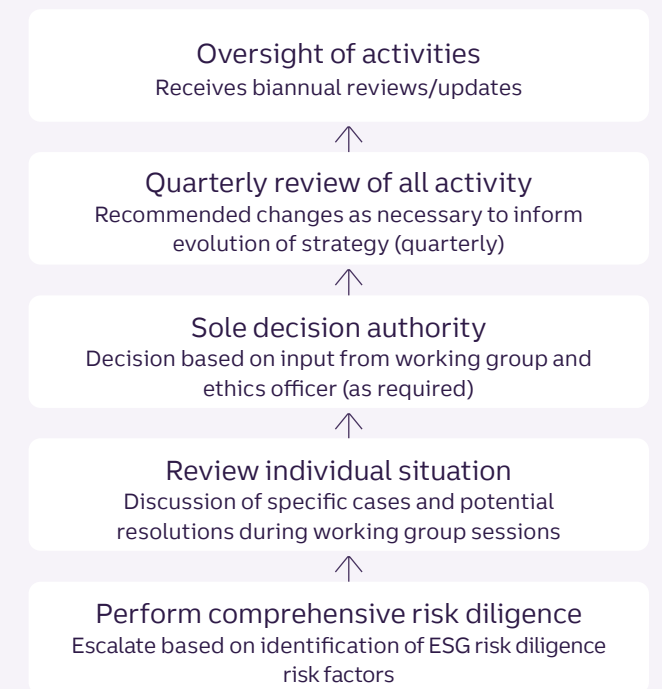 Oversight of activities
Receives biannual reviews/updates
Quarterly review of all activity
Recommended changes as necessary to inform
evolution of strategy (quarterly)
Sole decision authority
Decision based on input from working group and
ethics officer (as required)
Review individual situation
Discussion of specific cases and potential
resolutions during working group sessions
Perform comprehensive risk diligence
Escalate based on identification of ESG risk diligence
risk factors